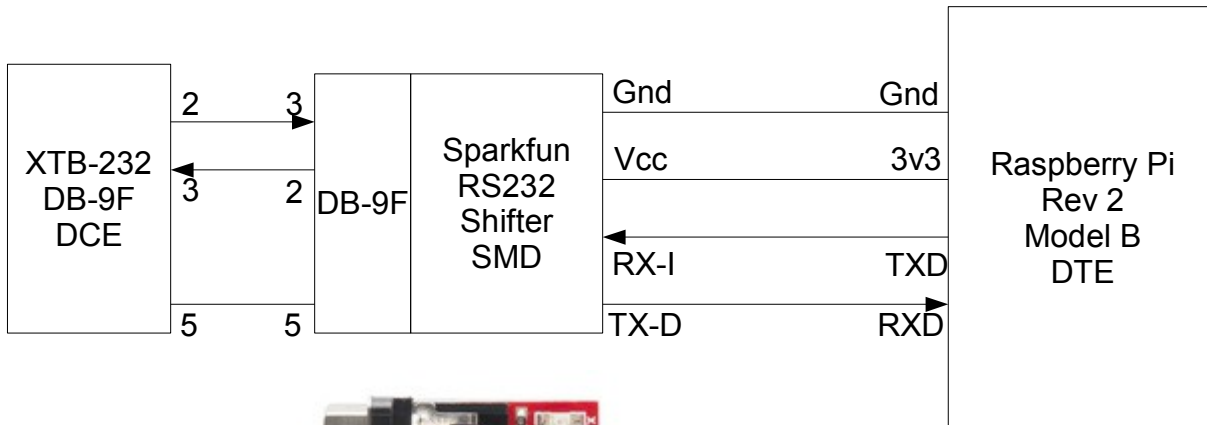 XTB-232
DB-9F
DCE
2
3
3
2
5
5
DB-9F
Sparkfun
RS232
Shifter
SMD
Gnd
Gnd
Vcc
3v3
RX-I
TXD
TX-D
RXD
Raspberry Pi
Rev 2
Model B
DTE